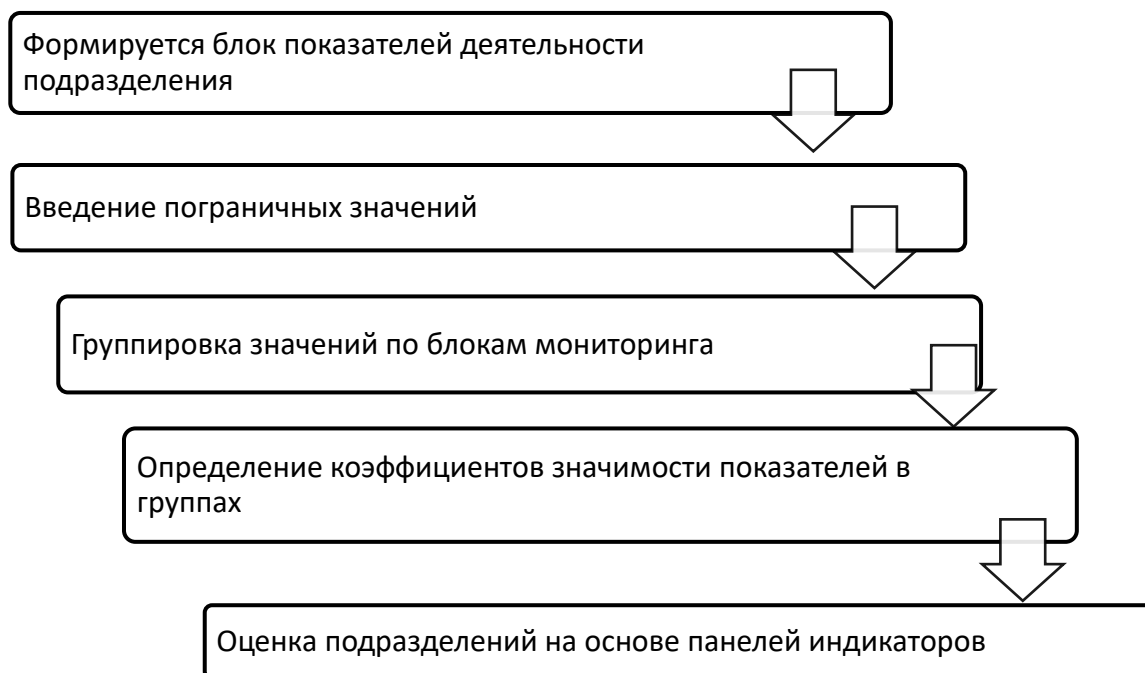 Формируется блок показателей деятельности
подразделения
Введение пограничных значений
Группировка значений по блокам мониторинга
Определение коэффициентов значимости показателей в
группах
Оценка подразделений на основе панелей индикаторов